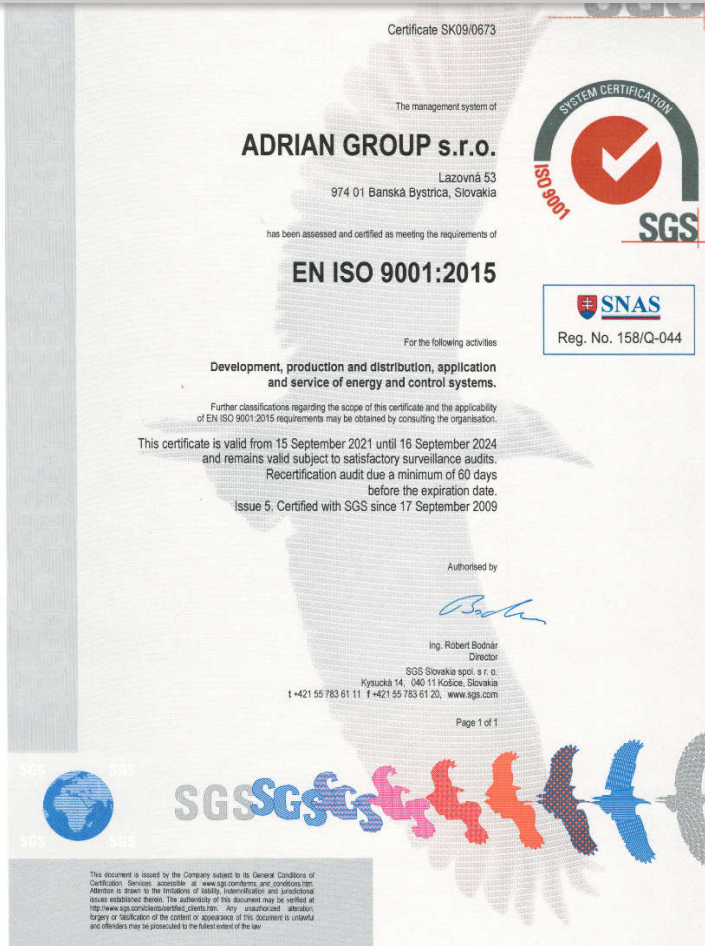 Certificate SK09/0673
The management system of
ADRIAN GROUP s.r.o.
Lazovná 53
974 01 Banská Bystrica, Slovakia
has been assessed and certified as meeting the requirements of
EN ISO 9001:2015
For the following activities
Development, production and distribution, application
and service of energy and control systems.
Further classifications regarding the scope of this certificate and the applicability
of EN ISO 9001:2015 requirements may be obtained by consulting the organisation.
This certificate is valid from 15 September 2021 until 16 September 2024
and remains valid subject to satisfactory surveillance audits.
Recertification audit due a minimum of 60 days
before the expiration date.
Issue 5. Certified with SGS since 17 September 2009
Authorised by
Ing. Róbert Bodnár
Director
SGS Slovakia spol. s r. o.
Kysucká 14, 040 11 Košice, Slovakia
t +421 55 783 61 11 f +421 55 783 61 20, www.sgs.com
Page 1 of 1
SYSTEM CERTIFICATION
ISO 9001
SGS
SNAS
Reg. No. 158/Q-044
SGS SGS
SGS SGS
SGS SGS SGS
This document is issued by the Company subject to its General Conditions of
Certification Services accessible at www.sgs.com/terms_and_conditions.htm.
Attention is drawn to the limitations of liability, indemnification and jurisdictional
issues established therein. The authenticity of this document may be verified at
http://www.sgs.com/clients/certified_clients.htm. Any unauthorized alteration,
forgery or falsification of the content or appearance of this document is unlawful
and offenders may be prosecuted to the fullest extent of the law